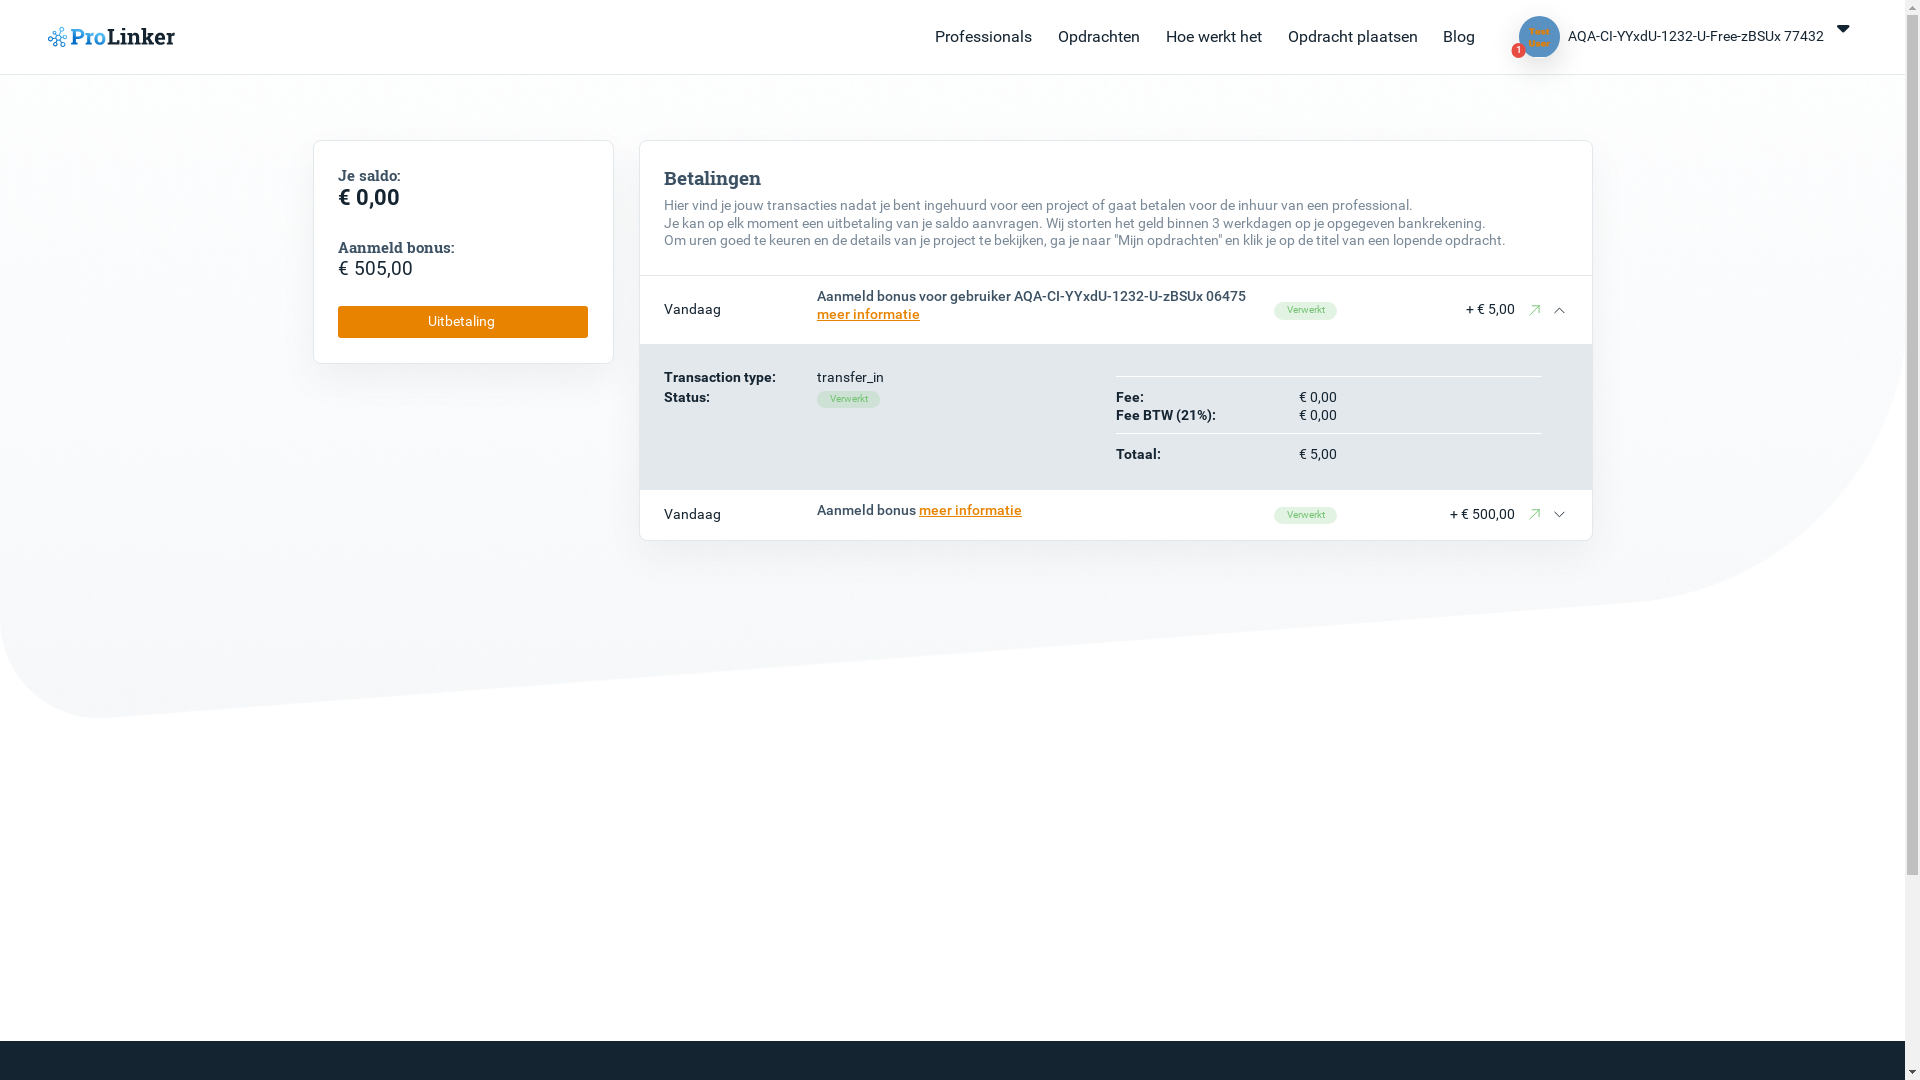 ProLinker
Professionals
Opdrachten
Hoe werkt het
Opdracht plaatsen
Blog
Test
User
1
AQA-CI-YYxdU-1232-U-Free-zBSUx 77432
Je saldo:
€ 0,00
Aanmeld bonus:
€ 505,00
Uitbetaling
Betalingen
Hier vind je jouw transacties nadat je bent ingehuurd voor een project of gaat betalen voor de inhuur van een professional.
Je kan op elk moment een uitbetaling van je saldo aanvragen. Wij storten het geld binnen 3 werkdagen op je opgegeven bankrekening.
Om uren goed te keuren en de details van je project te bekijken, ga je naar "Mijn opdrachten" en klik je op de titel van een lopende opdracht.
Vandaag
Aanmeld bonus voor gebruiker AQA-CI-YYxdU-1232-U-zBSUx 06475
meer informatie
Verwerkt
+ € 5,00
Transaction type:
transfer_in
Status:
Verwerkt
Fee:
€ 0,00
Fee BTW (21%):
€ 0,00
Totaal:
€ 5,00
Vandaag
Aanmeld bonus meer informatie
Verwerkt
+ € 500,00